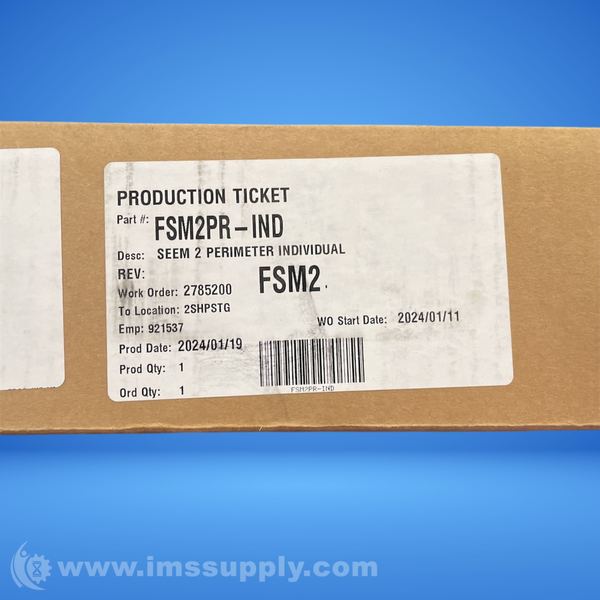 PRODUCTION TICKET
Part #: FSM2PR-IND
Desc: SEEM 2 PERIMETER INDIVIDUAL
REV: FSM2.
Work Order: 2785200
To Location: 2SHPSTG
Emp: 921537 WO Start Date: 2024/01/11
Prod Date: 2024/01/19
Prod Qty: 1
Ord Qty: 1
FSM2PR-IND
www.imssupply.com